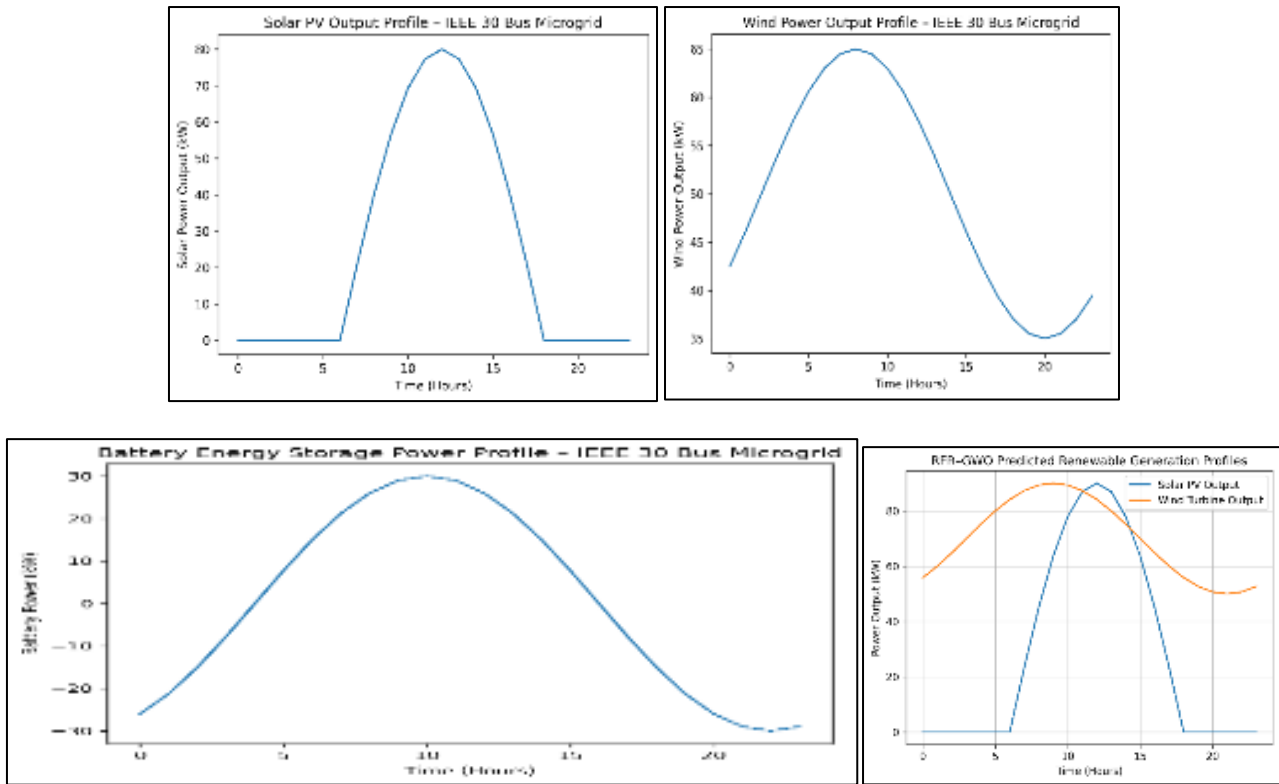 Solar PV Output Profile – IEEE 30 Bus Microgrid
80
70
60
50
40
30
20
10
0
Solar Power Output (kW)
0 5 10 15 20
Time (Hours)
Wind Power Output Profile – IEEE 30 Bus Microgrid
65
60
55
50
45
40
35
Wind Power Output (kW)
0 5 10 15 20
Time (Hours)
Battery Energy Storage Power Profile – IEEE 30 Bus Microgrid
30
20
10
0
−10
−20
−30
Battery Power (kW)
0 5 10 15 20
Time (Hours)
RFR–GWO Predicted Renewable Generation Profiles
Solar PV Output
Wind Turbine Output
80
60
40
20
0
Power Output (kW)
0 5 10 15 20
Time (Hours)